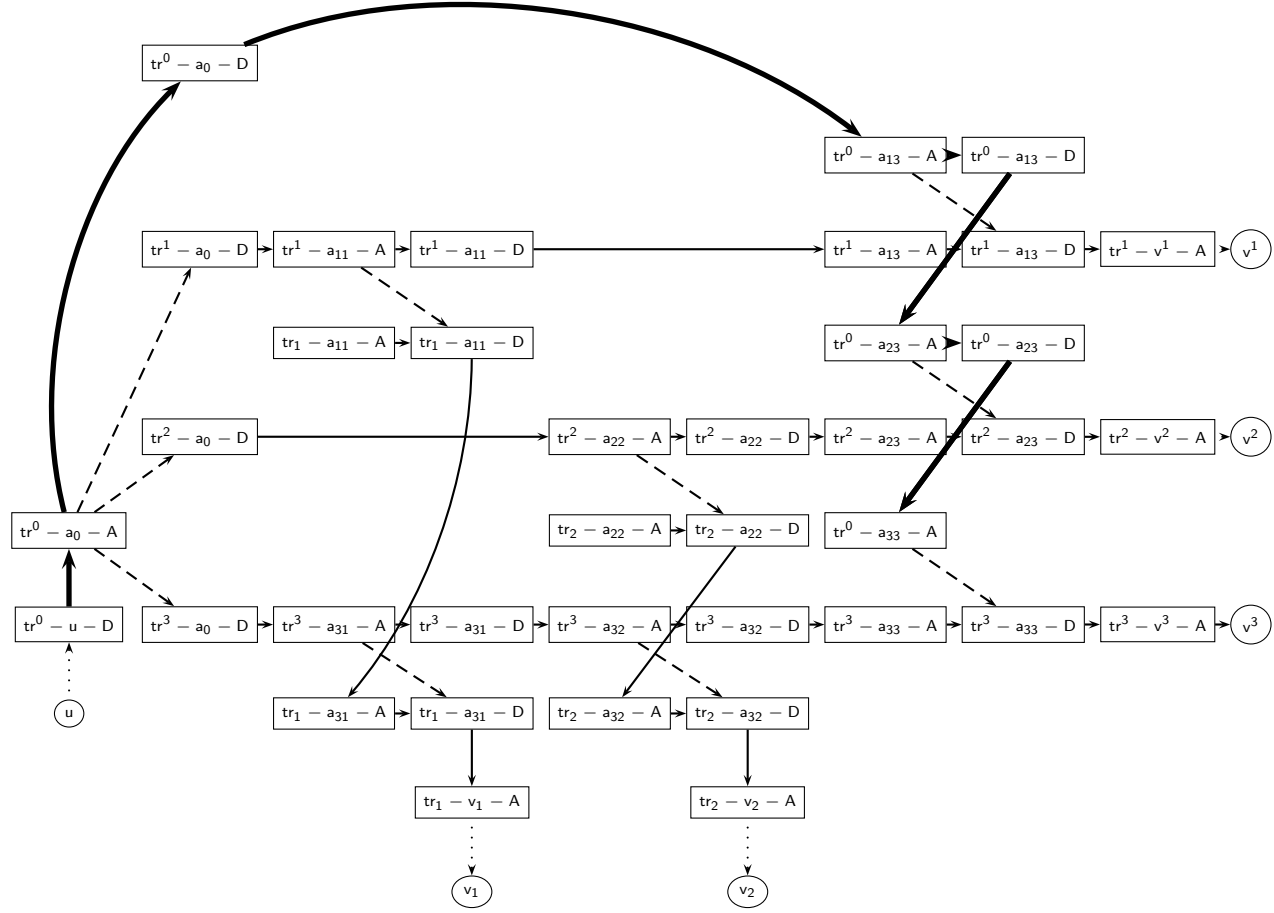 tr⁰ − a₀ − D
tr⁰ − a₁₃ − A tr⁰ − a₁₃ − D
tr¹ − a₀ − D tr¹ − a₁₁ − A tr¹ − a₁₁ − D tr¹ − a₁₃ − A tr¹ − a₁₃ − D tr¹ − v¹ − A v¹
tr₁ − a₁₁ − A tr₁ − a₁₁ − D tr⁰ − a₂₃ − A tr⁰ − a₂₃ − D
tr² − a₀ − D tr² − a₂₂ − A tr² − a₂₂ − D tr² − a₂₃ − A tr² − a₂₃ − D tr² − v² − A v²
tr⁰ − a₀ − A tr₂ − a₂₂ − A tr₂ − a₂₂ − D tr⁰ − a₃₃ − A
tr⁰ − u − D tr³ − a₀ − D tr³ − a₃₁ − A tr³ − a₃₁ − D tr³ − a₃₂ − A tr³ − a₃₂ − D tr³ − a₃₃ − A tr³ − a₃₃ − D tr³ − v³ − A v³
u tr₁ − a₃₁ − A tr₁ − a₃₁ − D tr₂ − a₃₂ − A tr₂ − a₃₂ − D
tr₁ − v₁ − A tr₂ − v₂ − A
v₁ v₂